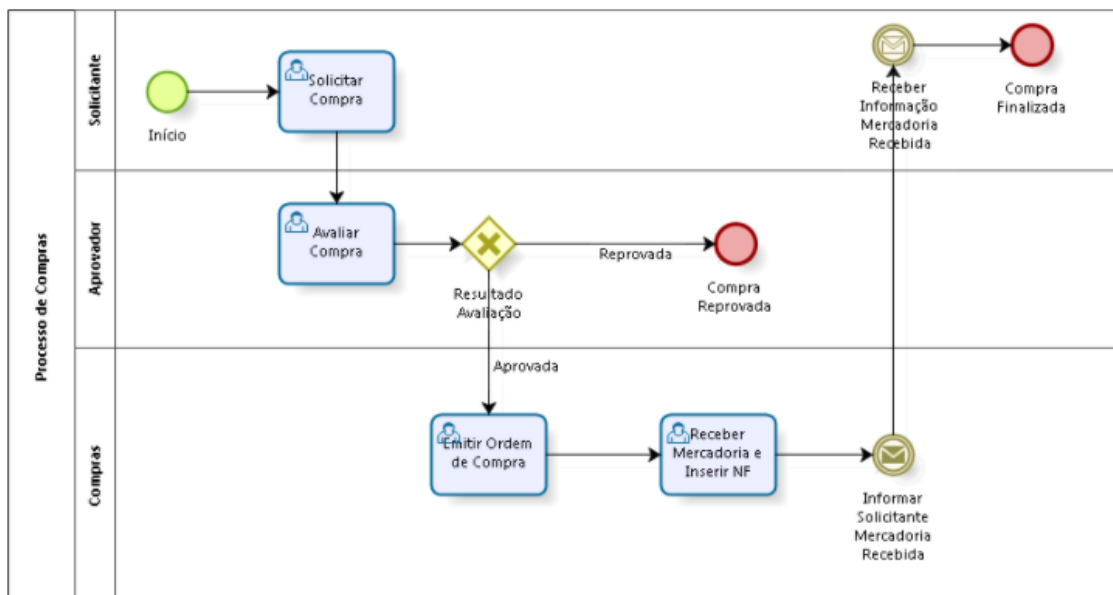 Processo de Compras
Solicitante
Início
Solicitar
Compra
Receber
Informação
Mercadoria
Recebida
Compra
Finalizada
Aprovador
Avaliar
Compra
Resultado
Avaliação
Reprovada
Compra
Reprovada
Aprovada
Compras
Emitir Ordem
de Compra
Receber
Mercadoria e
Inserir NF
Informar
Solicitante
Mercadoria
Recebida